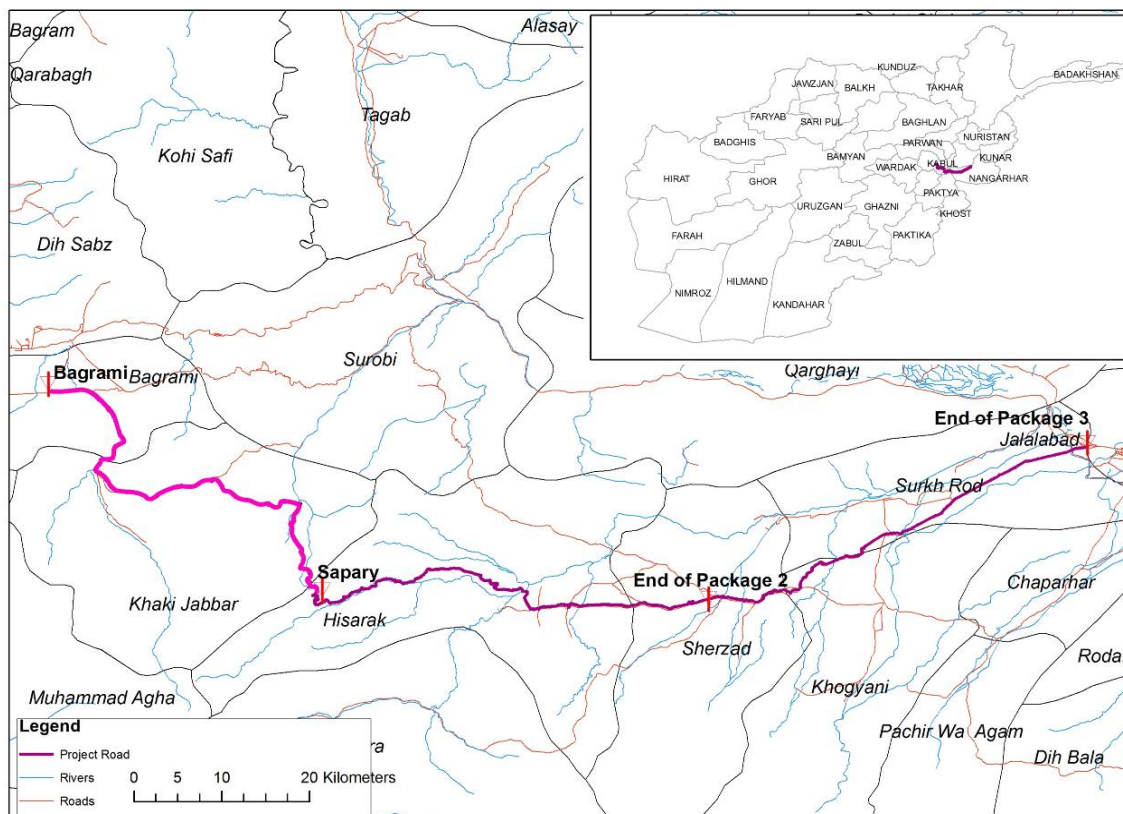 Bagram
Alasay
Qarabagh
Tagab
Kohi Safi
Dih Sabz
Surobi
Bagrami
Bagrami
Qarghayi
End of Package 3
Jalalabad
Surkh Rod
Sapary
End of Package 2
Chaparhar
Khaki Jabbar
Hisarak
Sherzad
Roda
Khogyani
Muhammad Agha
Pachir Wa Agam
Dih Bala
ra
Legend
Project Road
Rivers
Roads
0 5 10 20 Kilometers
KUNDUZ
BADAKHSHAN
JAWZJAN
BALKH
TAKHAR
FARYAB
SARI PUL
BAGHLAN
NURISTAN
BADGHIS
PARWAN
BAMYAN
KABUL
KUNAR
WARDAK
HIRAT
GHOR
NANGARHAR
PAKTYA
URUZGAN
GHAZNI
KHOST
FARAH
PAKTIKA
ZABUL
NIMROZ
HILMAND
KANDAHAR